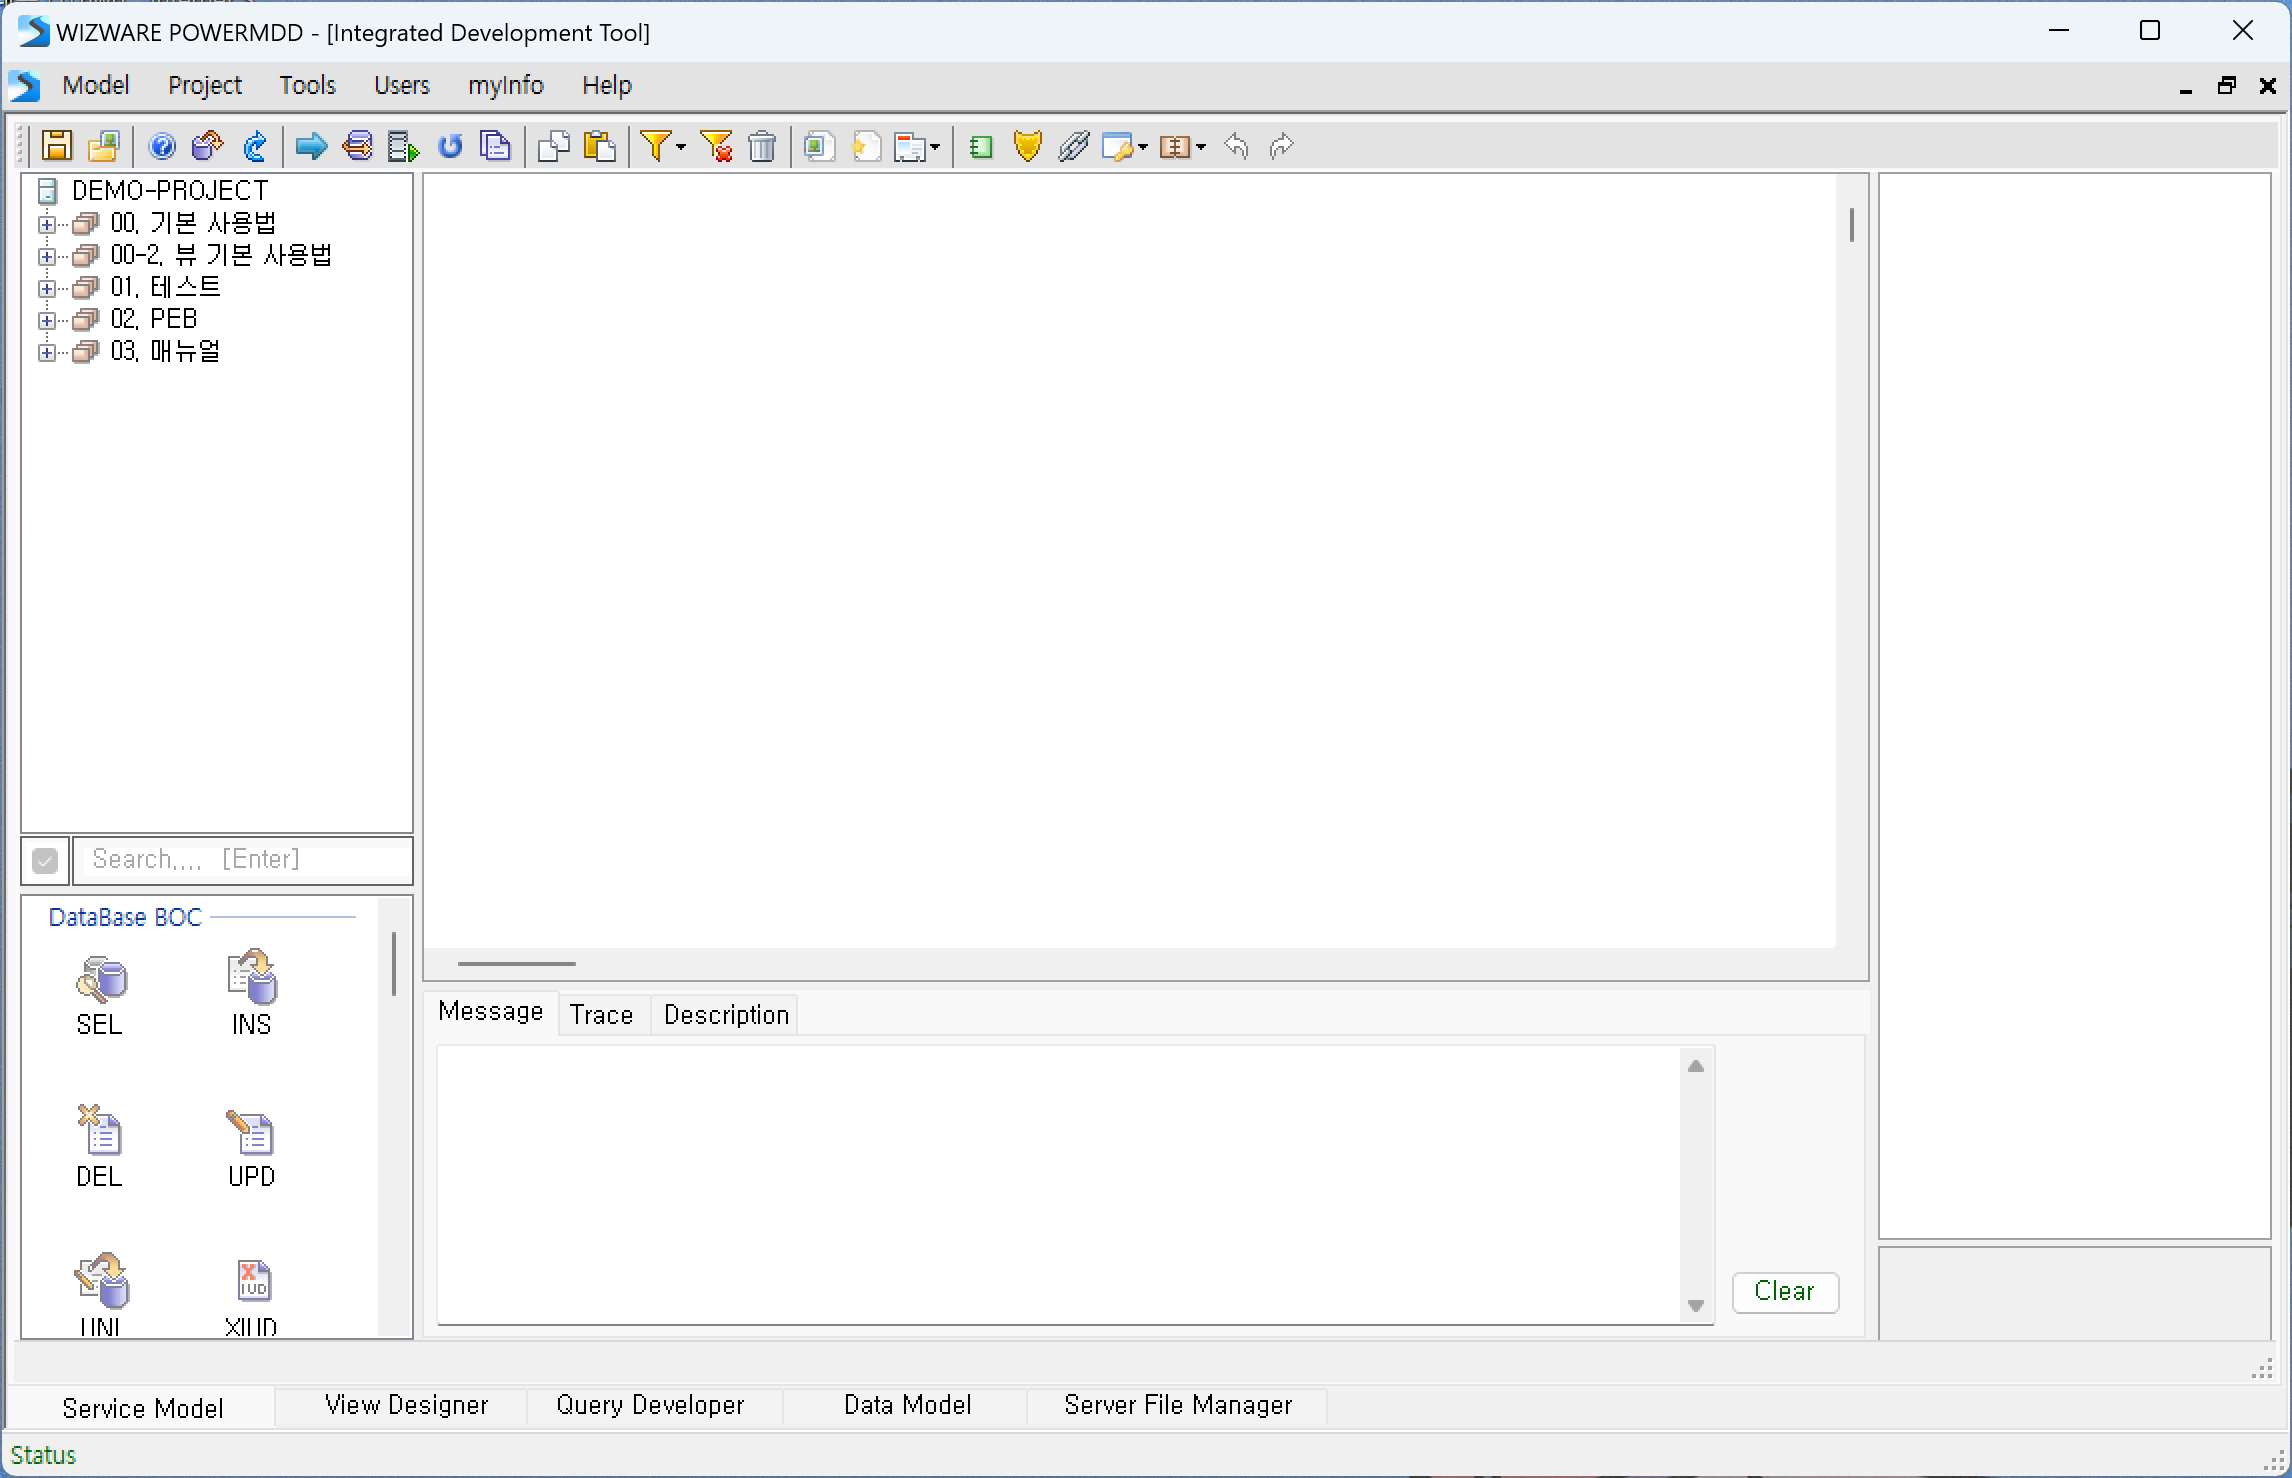 WIZWARE POWERMDD - [Integrated Development Tool]
Model Project Tools Users myInfo Help
DEMO-PROJECT
00. 기본 사용법
00-2. 뷰 기본 사용법
01. 테스트
02. PEB
03. 매뉴얼
Search.... [Enter]
DataBase BOC
SEL INS
DEL UPD
UNI XIUD
Message Trace Description
Clear
Service Model View Designer Query Developer Data Model Server File Manager
Status